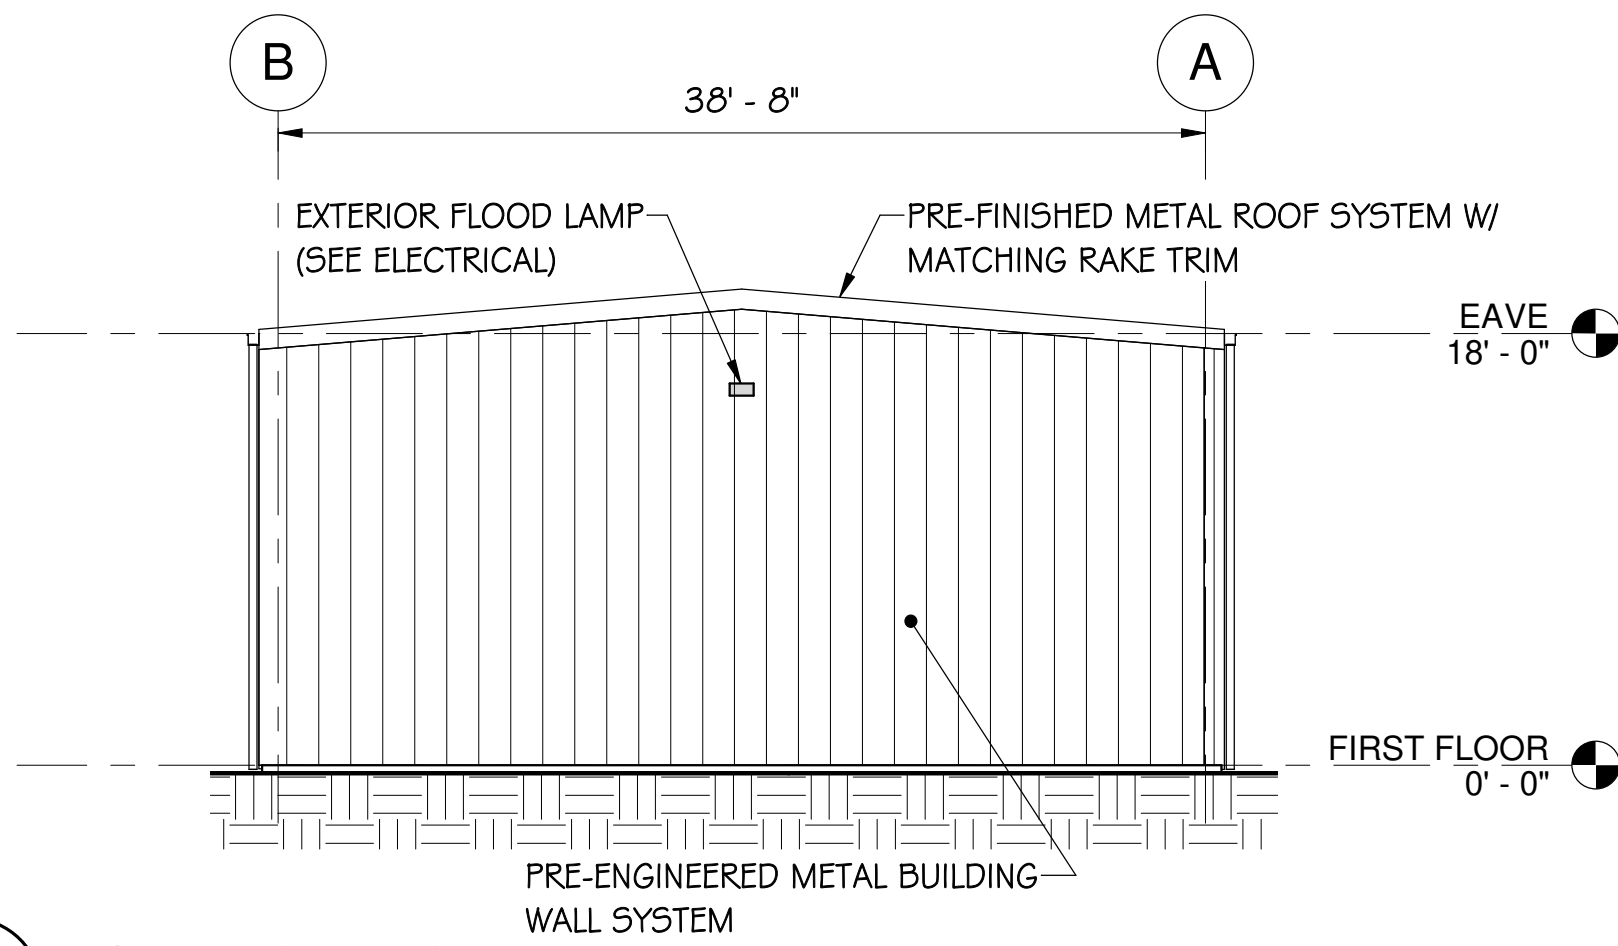 B
A
38' - 8"
EXTERIOR FLOOD LAMP
(SEE ELECTRICAL)
PRE-FINISHED METAL ROOF SYSTEM W/
MATCHING RAKE TRIM
EAVE
18' - 0"
FIRST FLOOR
0' - 0"
PRE-ENGINEERED METAL BUILDING
WALL SYSTEM